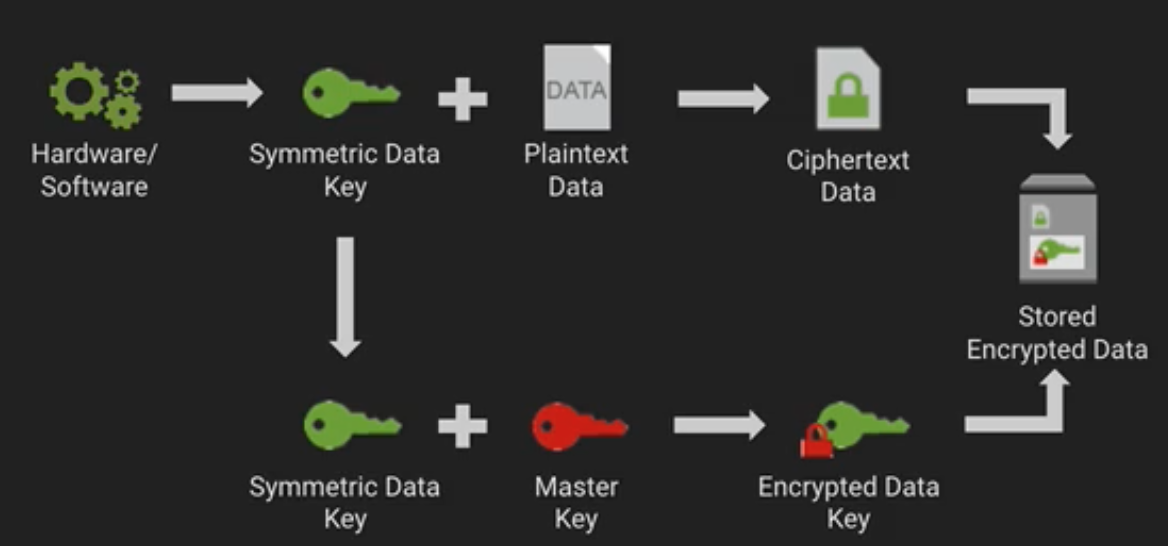 Hardware/
Software
Symmetric Data
Key
DATA
Plaintext
Data
Ciphertext
Data
Stored
Encrypted Data
Symmetric Data
Key
Master
Key
Encrypted Data
Key